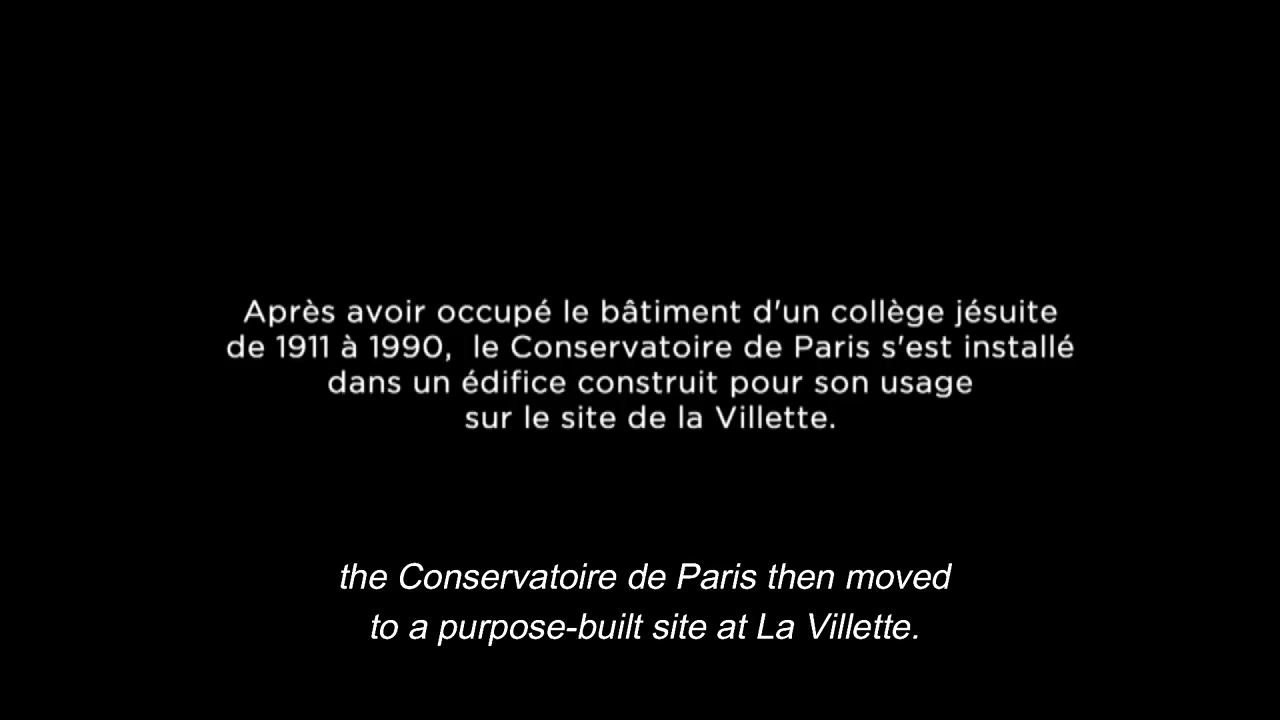 Après avoir occupé le bâtiment d'un collège jésuite
de 1911 à 1990,  le Conservatoire de Paris s'est installé
dans un édifice construit pour son usage
sur le site de la Villette.
the Conservatoire de Paris then moved
to a purpose-built site at La Villette.